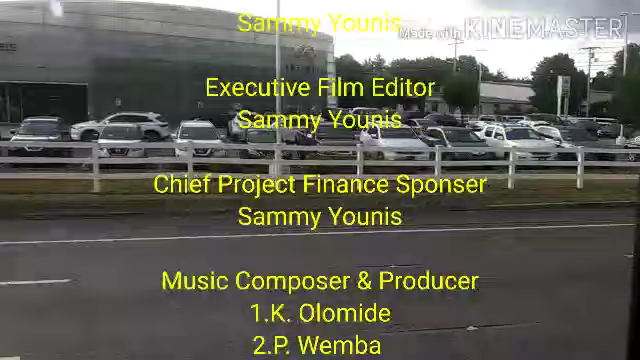 Sammy Younis
Made with KINEMASTER
Executive Film Editor
Sammy Younis
Chief Project Finance Sponser
Sammy Younis
Music Composer & Producer
1.K. Olomide
2.P. Wemba